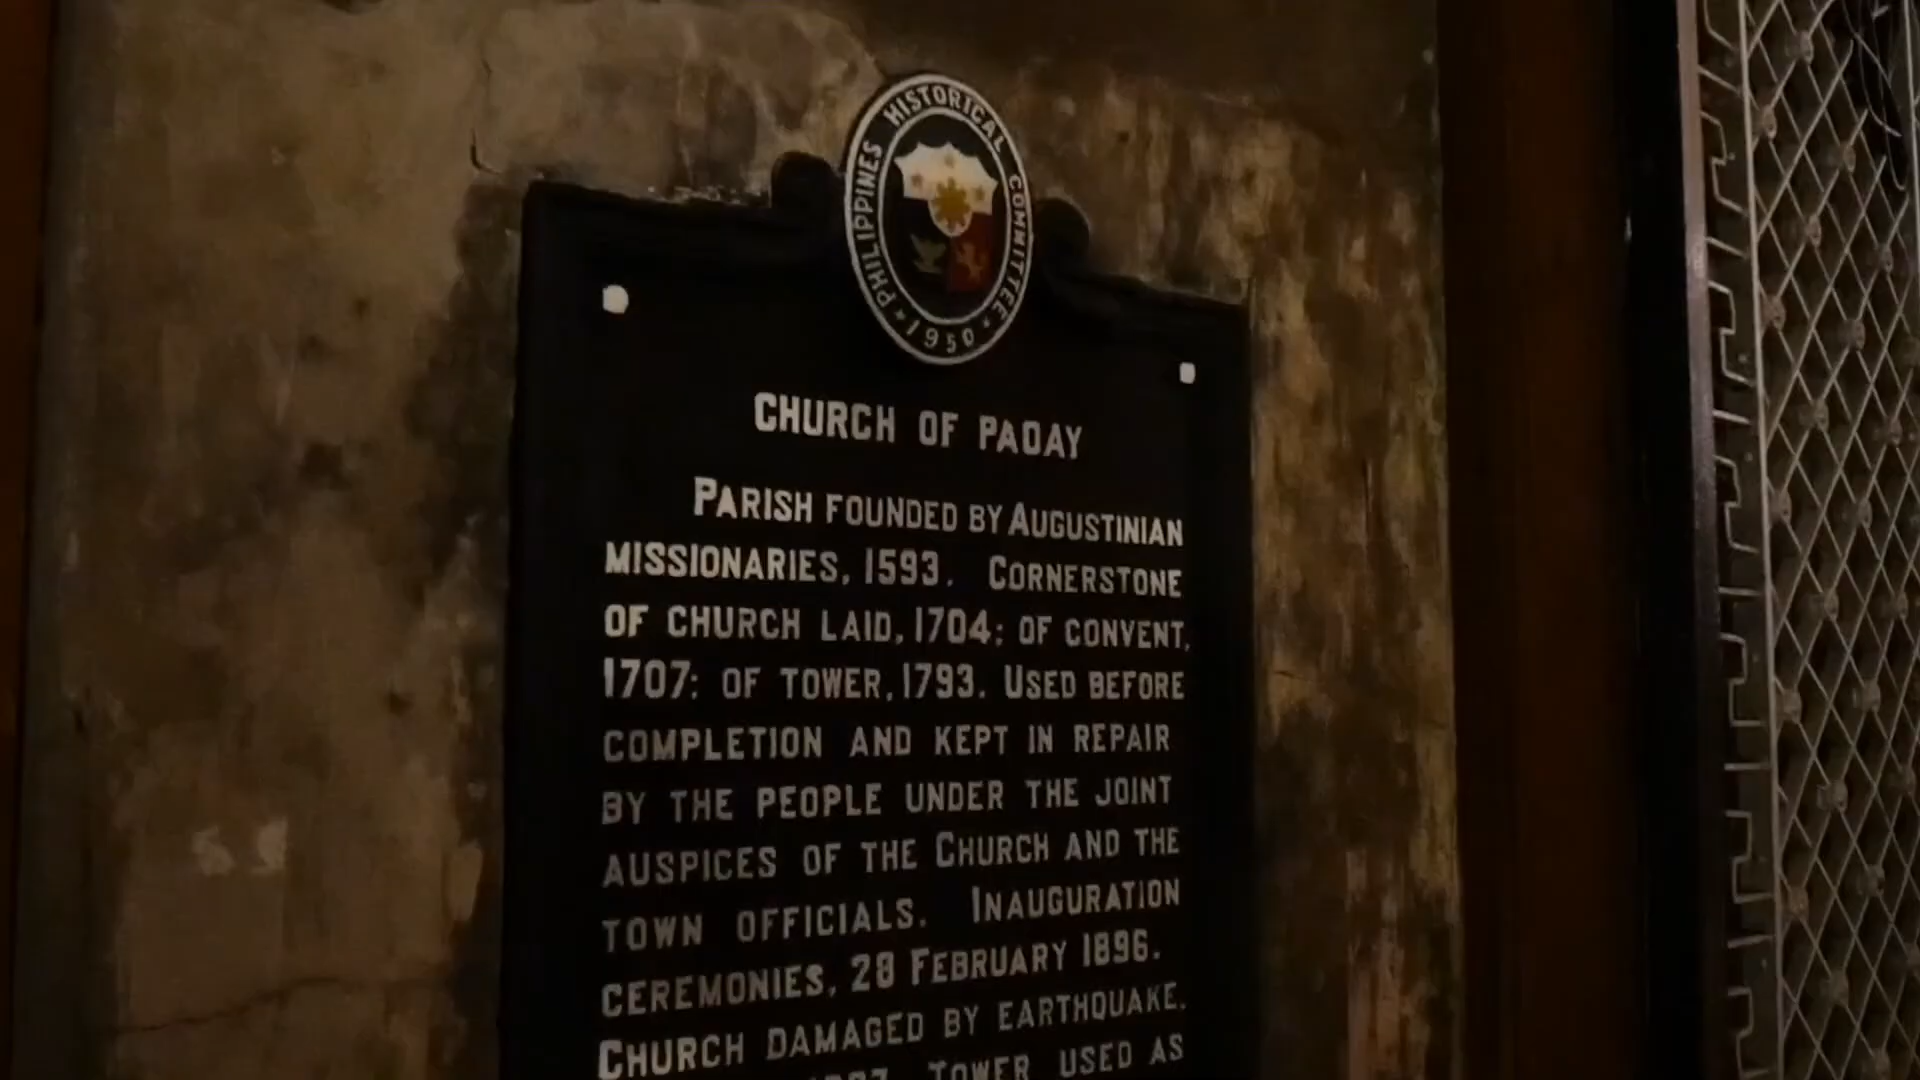 PHILIPPINES HISTORICAL COMMITTEE
1950
CHURCH OF PAOAY
PARISH FOUNDED BY AUGUSTINIAN
MISSIONARIES, 1593. CORNERSTONE
OF CHURCH LAID, 1704; OF CONVENT,
1707; OF TOWER, 1793. USED BEFORE
COMPLETION AND KEPT IN REPAIR
BY THE PEOPLE UNDER THE JOINT
AUSPICES OF THE CHURCH AND THE
TOWN OFFICIALS. INAUGURATION
CEREMONIES, 28 FEBRUARY 1896.
CHURCH DAMAGED BY EARTHQUAKE,
TOWER USED AS